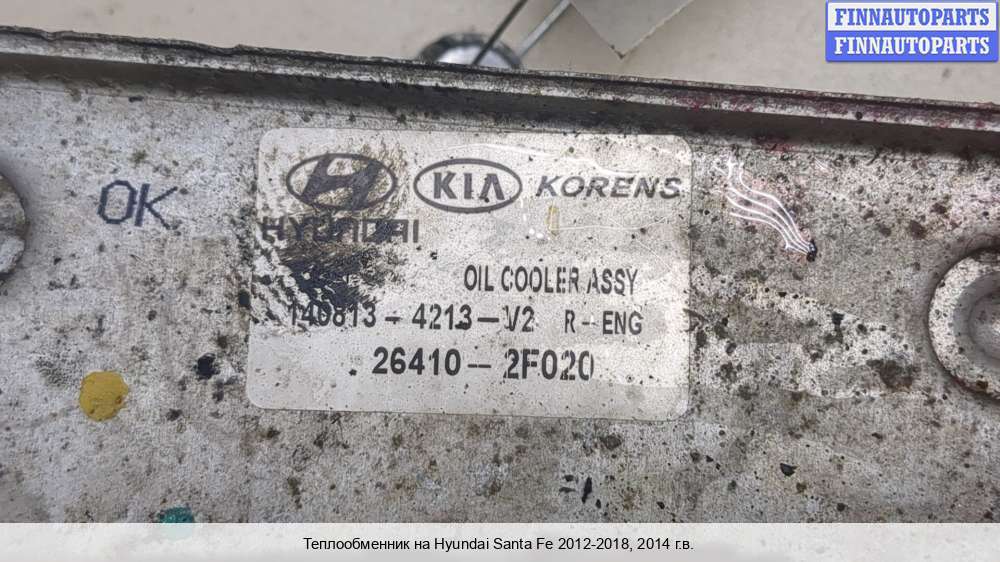 FINNAUTOPARTS
FINNAUTOPARTS
OK
HYUNDAI
KIA
KORENS
OIL COOLER ASSY
140813-4213-V2 R-ENG
26410-2F020
Теплообменник на Hyundai Santa Fe 2012-2018, 2014 г.в.